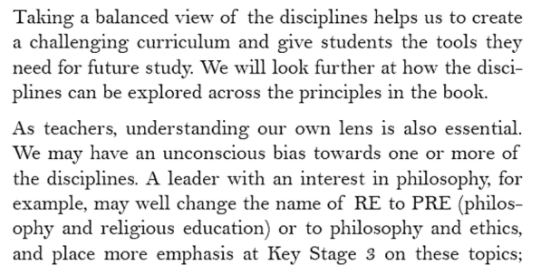 Taking a balanced view of the disciplines helps us to create
a challenging curriculum and give students the tools they
need for future study. We will look further at how the disci-
plines can be explored across the principles in the book.
As teachers, understanding our own lens is also essential.
We may have an unconscious bias towards one or more of
the disciplines. A leader with an interest in philosophy, for
example, may well change the name of RE to PRE (philos-
ophy and religious education) or to philosophy and ethics,
and place more emphasis at Key Stage 3 on these topics;